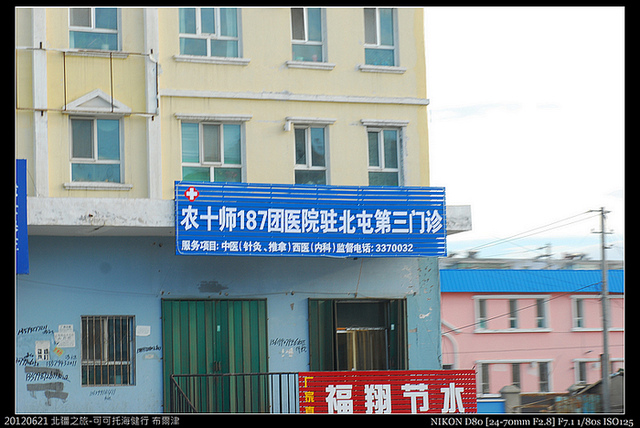 农十师187团医院驻北屯第三门诊
服务项目: 中医(针灸、推拿)西医(内科)监督电话: 3370032
福翔节水
20120621 北疆之旅-可可托海健行 布爾津
NIKON D80 [24-70mm F2.8] F7.1 1/80s ISO125